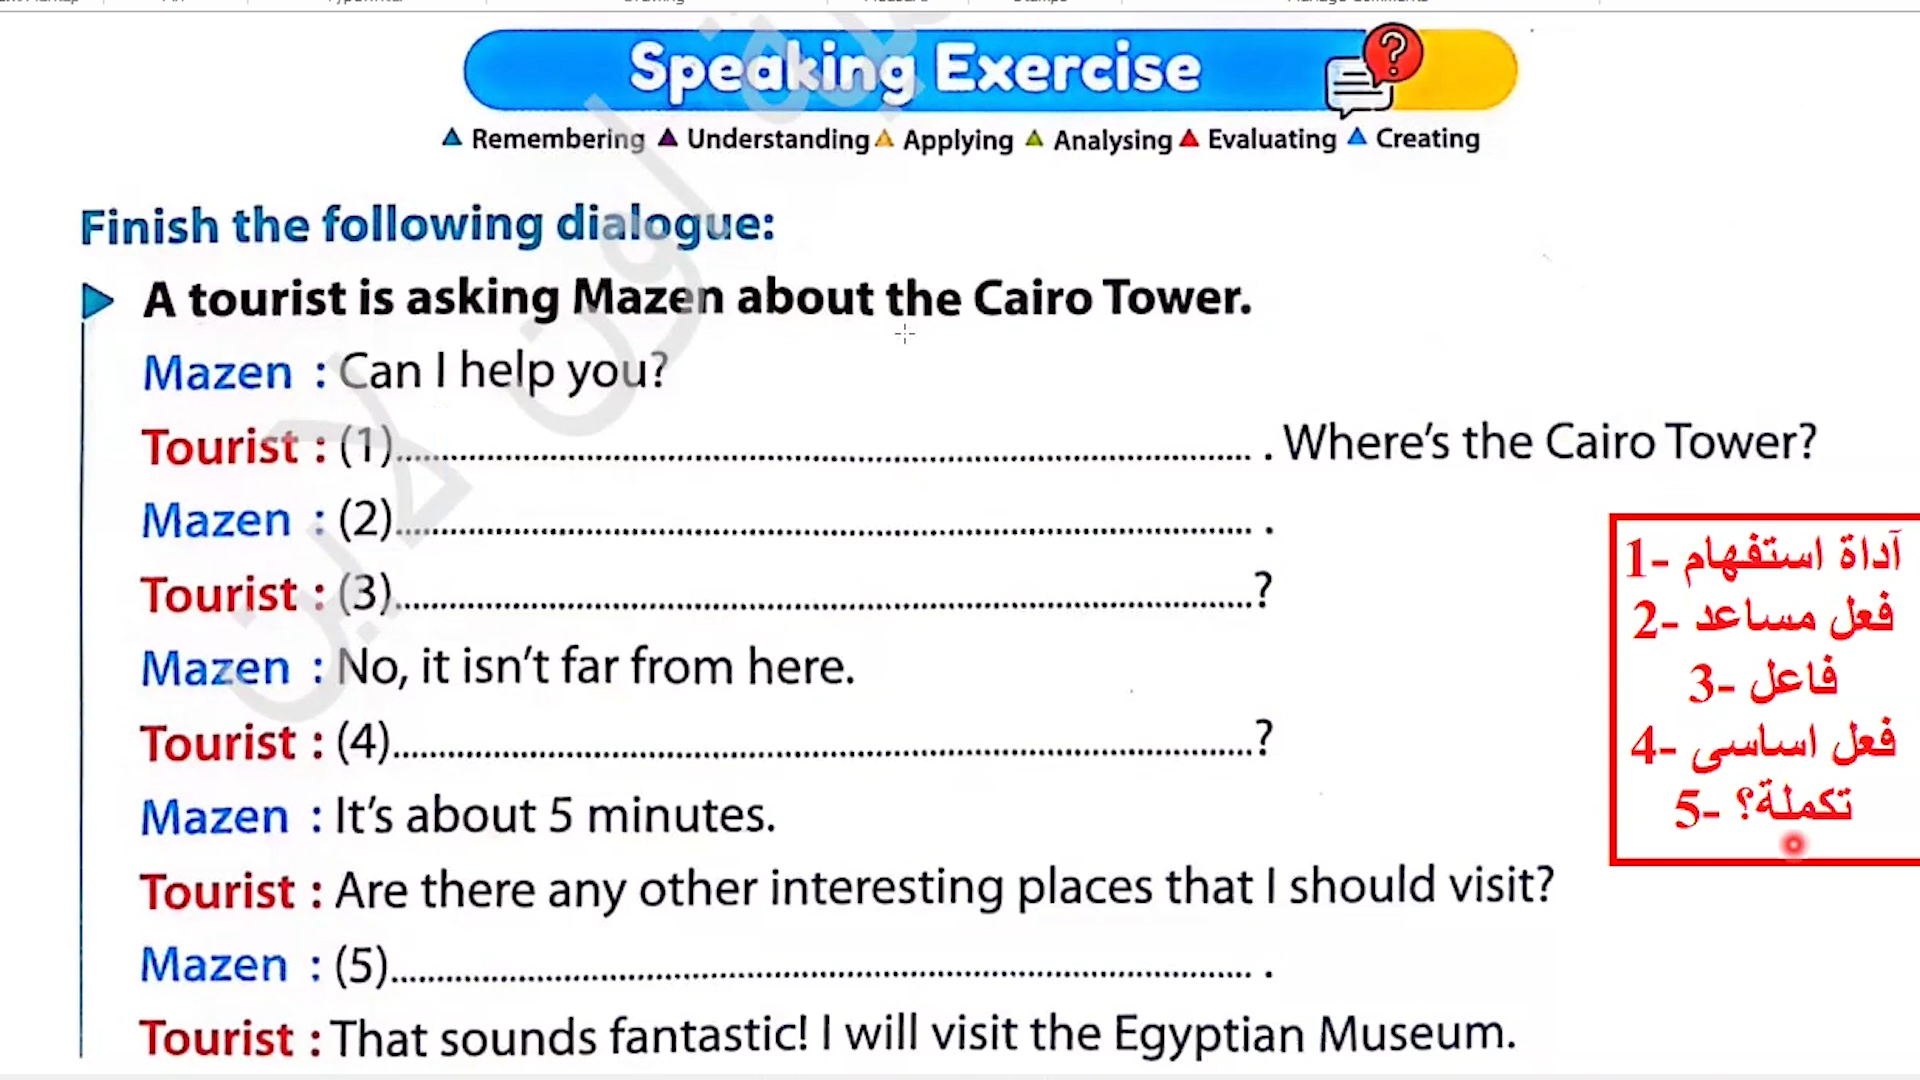 Speaking Exercise
Remembering Understanding Applying Analysing Evaluating Creating
Finish the following dialogue:
A tourist is asking Mazen about the Cairo Tower.
Mazen : Can I help you?
Tourist : (1)........................................ . Where's the Cairo Tower?
Mazen : (2)........................................ .
Tourist : (3)........................................?
Mazen : No, it isn't far from here.
Tourist : (4)........................................?
Mazen : It's about 5 minutes.
Tourist : Are there any other interesting places that I should visit?
Mazen : (5)........................................ .
Tourist : That sounds fantastic! I will visit the Egyptian Museum.
1- آداة استفهام
2- فعل مساعد
3- فاعل
4- فعل اساسى
5- تكملة؟